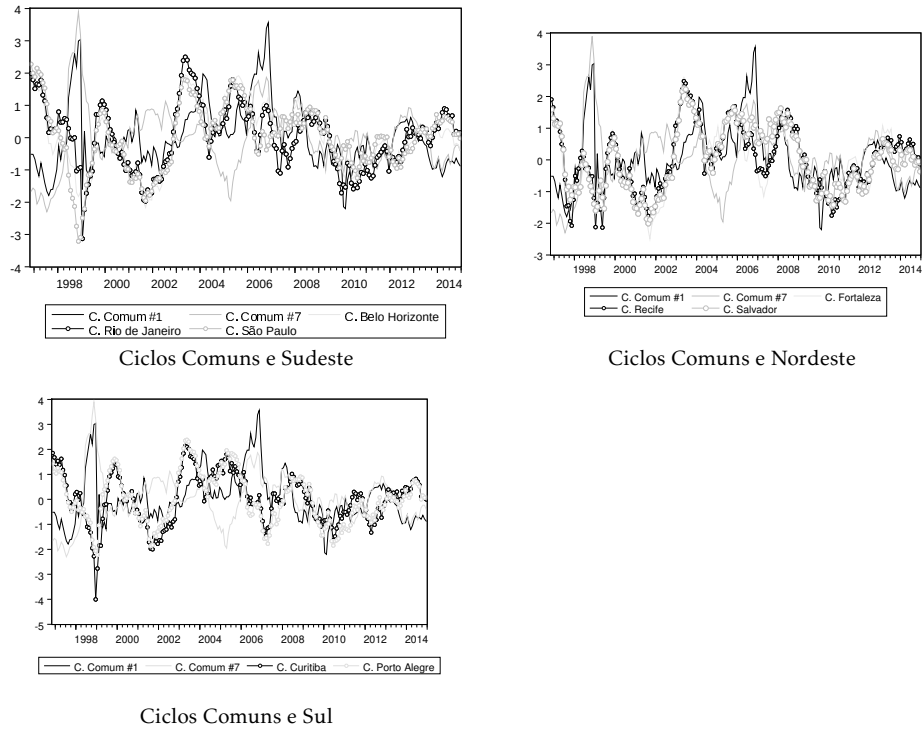 4
3
2
1
0
-1
-2
-3
-4
1998 2000 2002 2004 2006 2008 2010 2012 2014
C. Comum #1 C. Comum #7 C. Belo Horizonte
C. Rio de Janeiro C. São Paulo
Ciclos Comuns e Sudeste
4
3
2
1
0
-1
-2
-3
1998 2000 2002 2004 2006 2008 2010 2012 2014
C. Comum #1 C. Comum #7 C. Fortaleza
C. Recife C. Salvador
Ciclos Comuns e Nordeste
4
3
2
1
0
-1
-2
-3
-4
-5
1998 2000 2002 2004 2006 2008 2010 2012 2014
C. Comum #1 C. Comum #7 C. Curitiba C. Porto Alegre
Ciclos Comuns e Sul